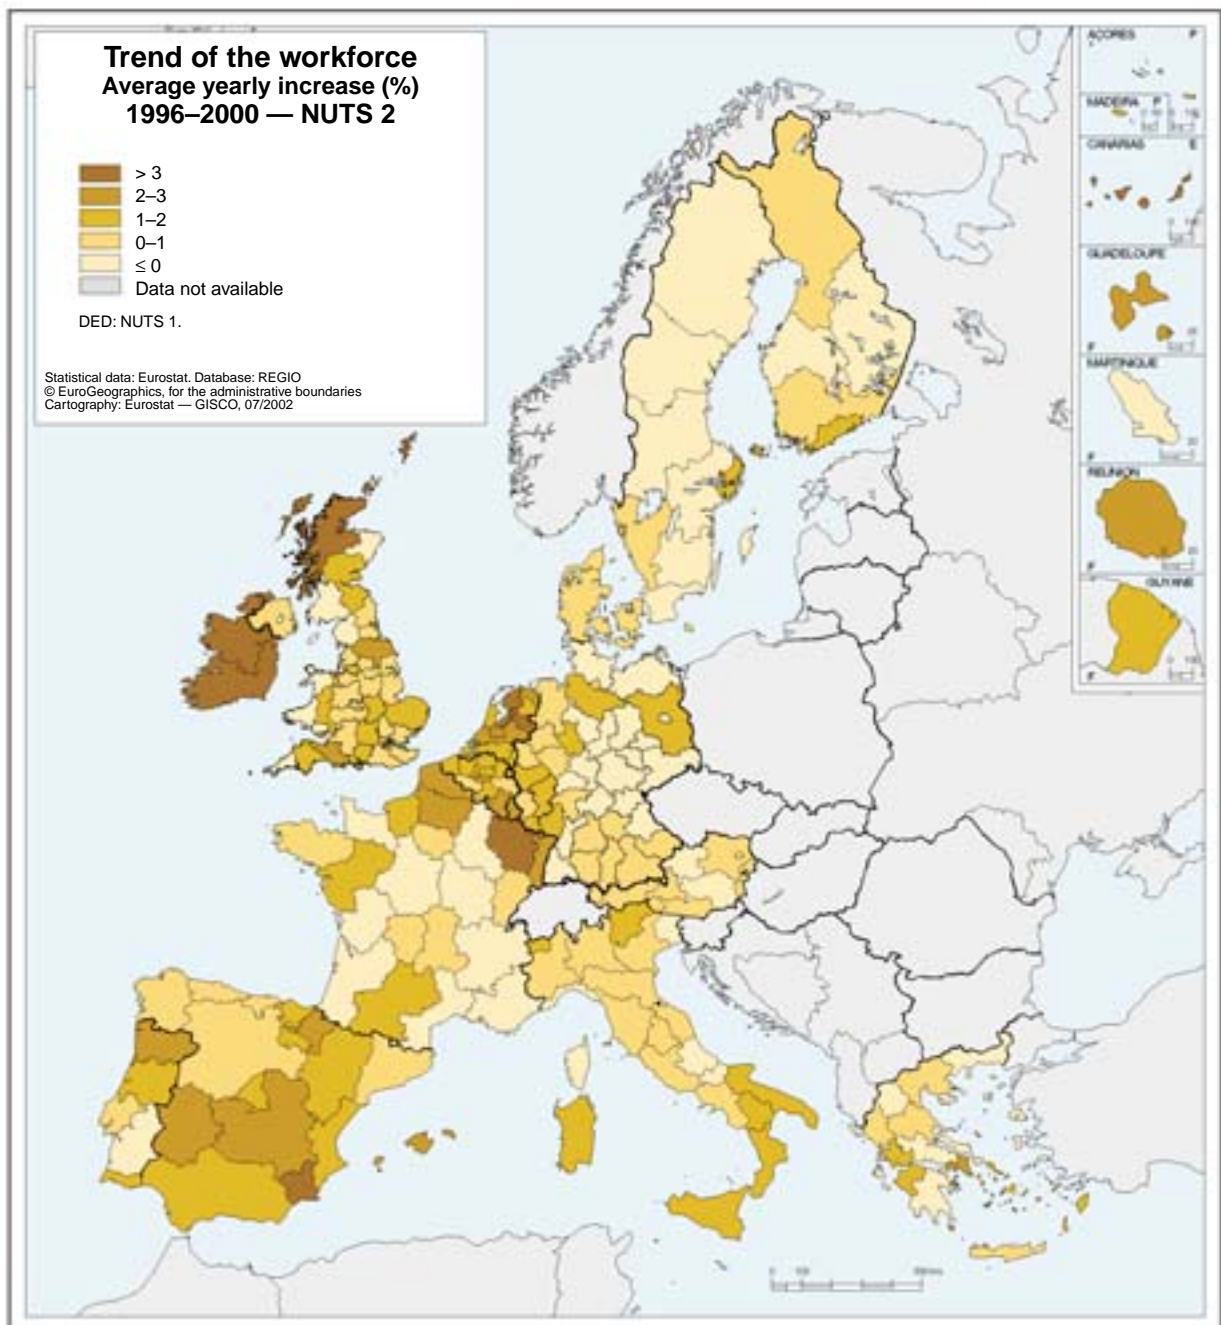 Trend of the workforce
Average yearly increase (%)
1996–2000 — NUTS 2
> 3
2–3
1–2
0–1
≤ 0
Data not available
DED: NUTS 1.
Statistical data: Eurostat. Database: REGIO
© EuroGeographics, for the administrative boundaries
Cartography: Eurostat — GISCO, 07/2002
AÇORES P
MADEIRA P
CANARIAS E
GUADELOUPE
F
MARTINIQUE
F
REUNION
F
GUYANE
F